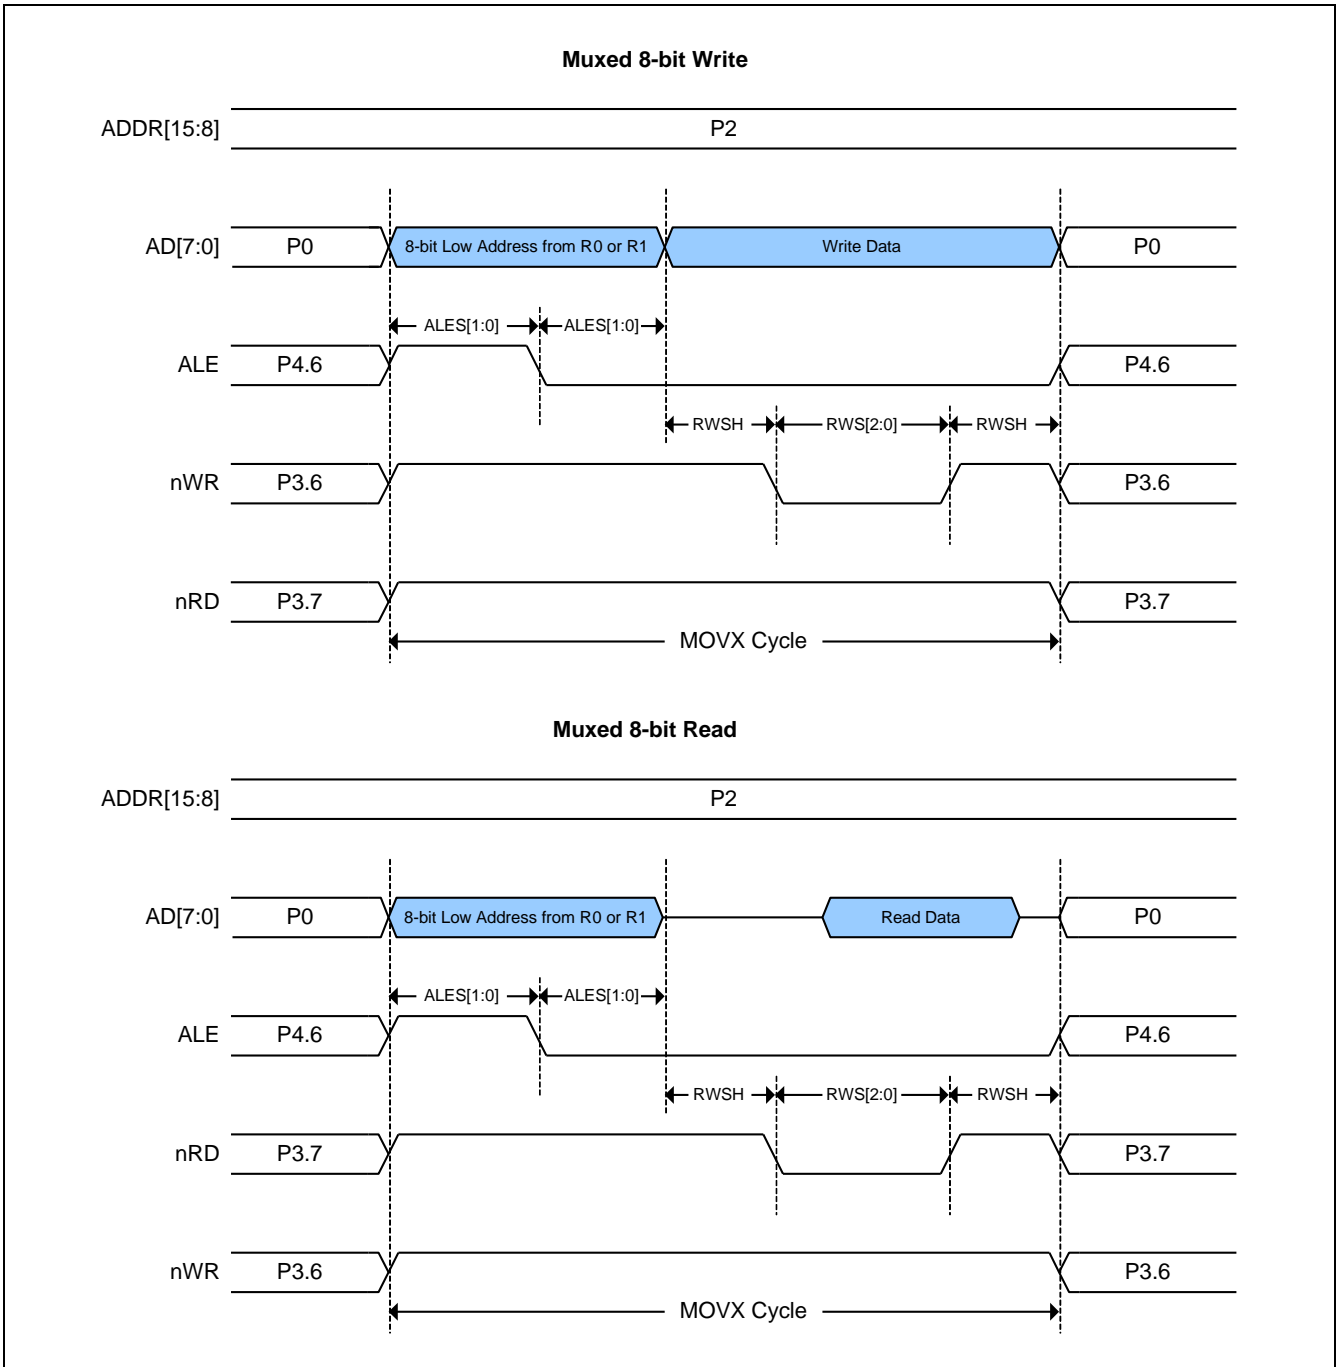 Muxed 8-bit Write
ADDR[15:8] P2
AD[7:0] P0 8-bit Low Address from R0 or R1 Write Data P0
ALES[1:0] ALES[1:0]
ALE P4.6 P4.6
RWSH RWS[2:0] RWSH
nWR P3.6 P3.6
nRD P3.7 P3.7
MOVX Cycle
Muxed 8-bit Read
ADDR[15:8] P2
AD[7:0] P0 8-bit Low Address from R0 or R1 Read Data P0
ALES[1:0] ALES[1:0]
ALE P4.6 P4.6
RWSH RWS[2:0] RWSH
nRD P3.7 P3.7
nWR P3.6 P3.6
MOVX Cycle